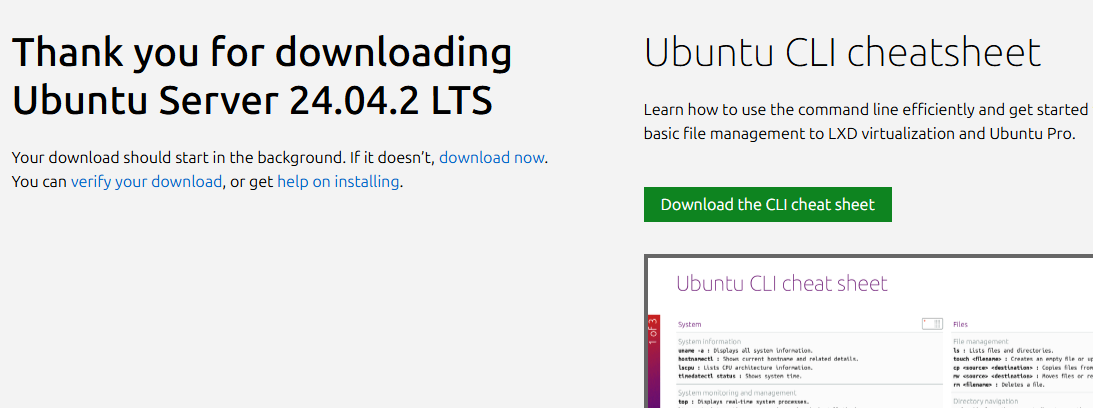 Thank you for downloading
Ubuntu Server 24.04.2 LTS
Your download should start in the background. If it doesn't, download now.
You can verify your download, or get help on installing.
Ubuntu CLI cheatsheet
Learn how to use the command line efficiently and get started
basic file management to LXD virtualization and Ubuntu Pro.
Download the CLI cheat sheet
Ubuntu CLI cheat sheet
1 of 3
System
System information
uname -a : Displays all system information.
hostnamectl : Shows current hostname and related details.
lscpu : Lists CPU architecture information.
timedatectl status : Shows system time.
System monitoring and management
top : Displays real-time system processes.
Files
File management
ls : Lists files and directories.
touch <filename> : Creates an empty file or
cp <source> <destination> : Copies files from
mv <source> <destination> : Moves files or
rm <filename> : Deletes a file.
Directory navigation